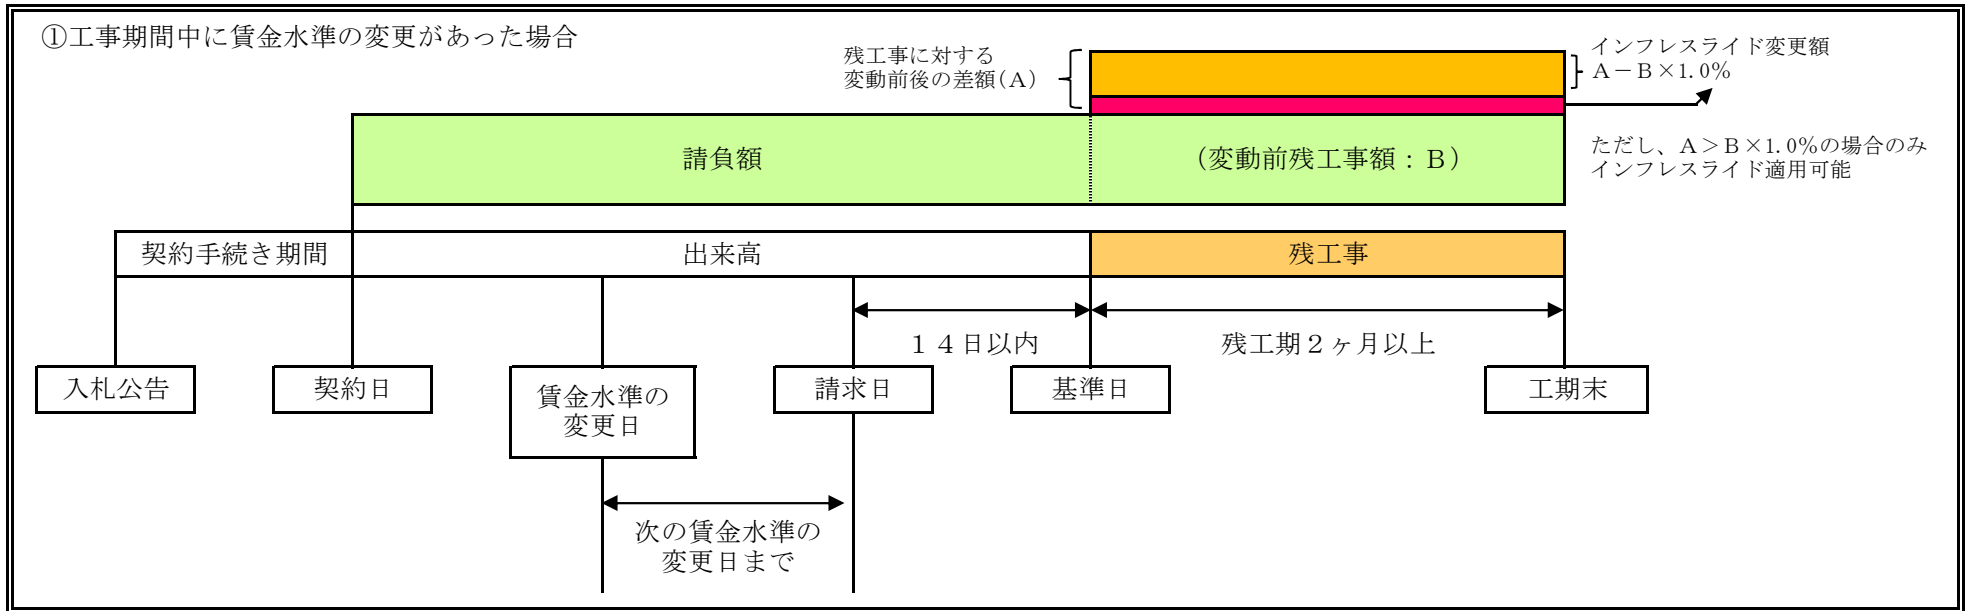 ①工事期間中に賃金水準の変更があった場合
残工事に対する
変動前後の差額(A)
インフレスライド変更額
A－B×1.0%
請負額
(変動前残工事額：B)
ただし、A＞B×1.0%の場合のみ
インフレスライド適用可能
契約手続き期間
出来高
残工事
１４日以内
残工期２ヶ月以上
入札公告
契約日
賃金水準の
変更日
請求日
基準日
工期末
次の賃金水準の
変更日まで